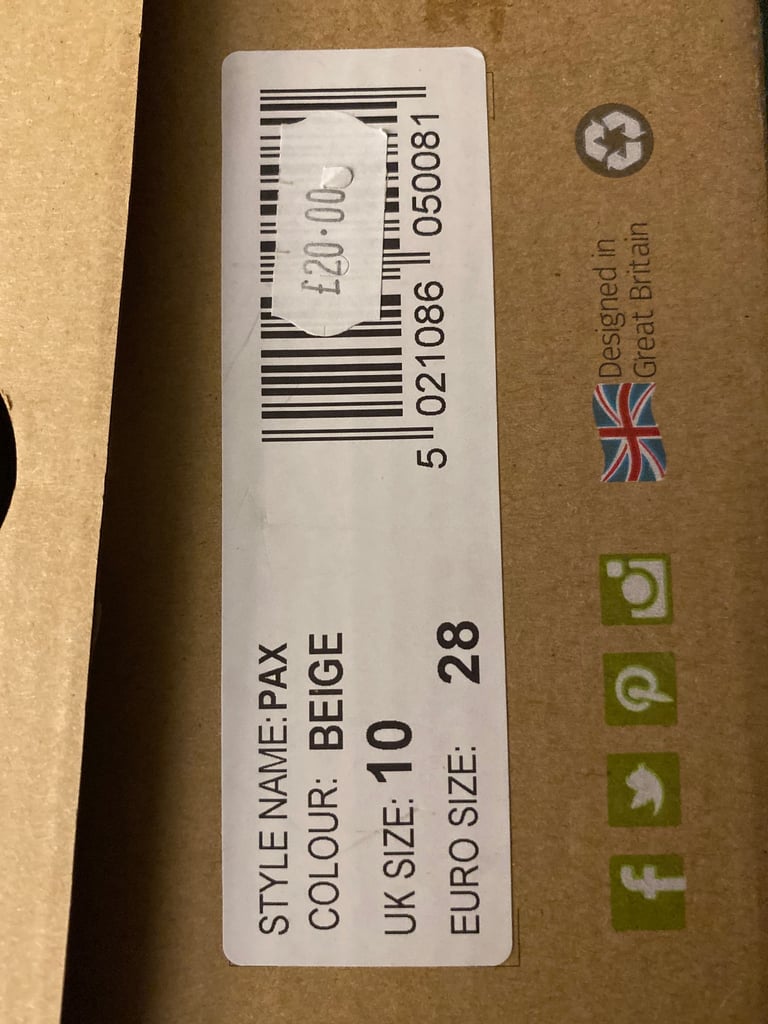 STYLE NAME: PAX
COLOUR: BEIGE
UK SIZE: 10
EURO SIZE: 28
£20.00
5 021086 050081
Designed in
Great Britain